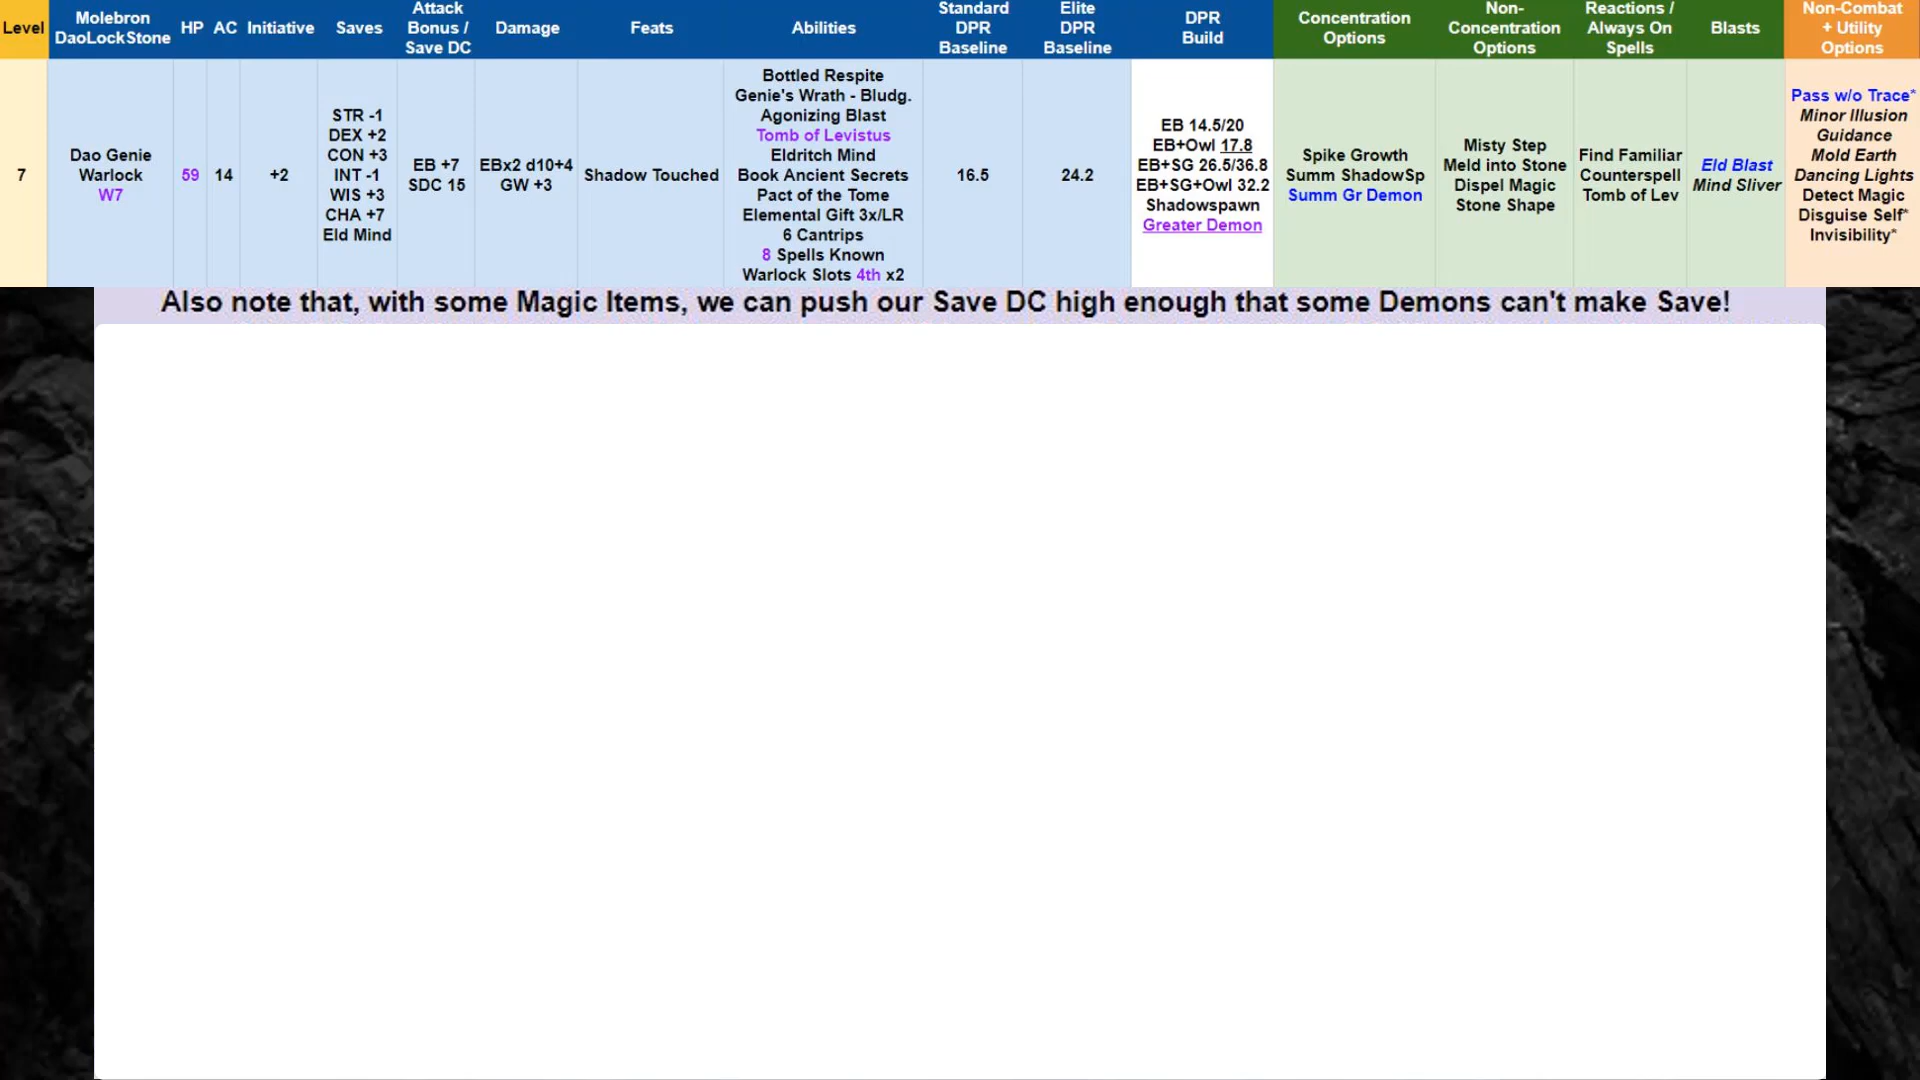 Level
Molebron
DaoLockStone
HP
AC
Initiative
Saves
Attack
Bonus /
Save DC
Damage
Feats
Abilities
Standard
DPR
Baseline
Elite
DPR
Baseline
DPR
Build
Concentration
Options
Non-
Concentration
Options
Reactions /
Always On
Spells
Blasts
Non-Combat
+ Utility
Options
7
Dao Genie
Warlock
W7
59
14
+2
STR -1
DEX +2
CON +3
INT -1
WIS +3
CHA +7
Eld Mind
EB +7
SDC 15
EBx2 d10+4
GW +3
Shadow Touched
Bottled Respite
Genie's Wrath - Bludg.
Agonizing Blast
Tomb of Levistus
Eldritch Mind
Book Ancient Secrets
Pact of the Tome
Elemental Gift 3x/LR
6 Cantrips
8 Spells Known
Warlock Slots 4th x2
16.5
24.2
EB 14.5/20
EB+Owl 17.8
EB+SG 26.5/36.8
EB+SG+Owl 32.2
Shadowspawn
Greater Demon
Spike Growth
Summ ShadowSp
Summ Gr Demon
Misty Step
Meld into Stone
Dispel Magic
Stone Shape
Find Familiar
Counterspell
Tomb of Lev
Eld Blast
Mind Sliver
Pass w/o Trace*
Minor Illusion
Guidance
Mold Earth
Dancing Lights
Detect Magic
Disguise Self*
Invisibility*
Also note that, with some Magic Items, we can push our Save DC high enough that some Demons can't make Save!